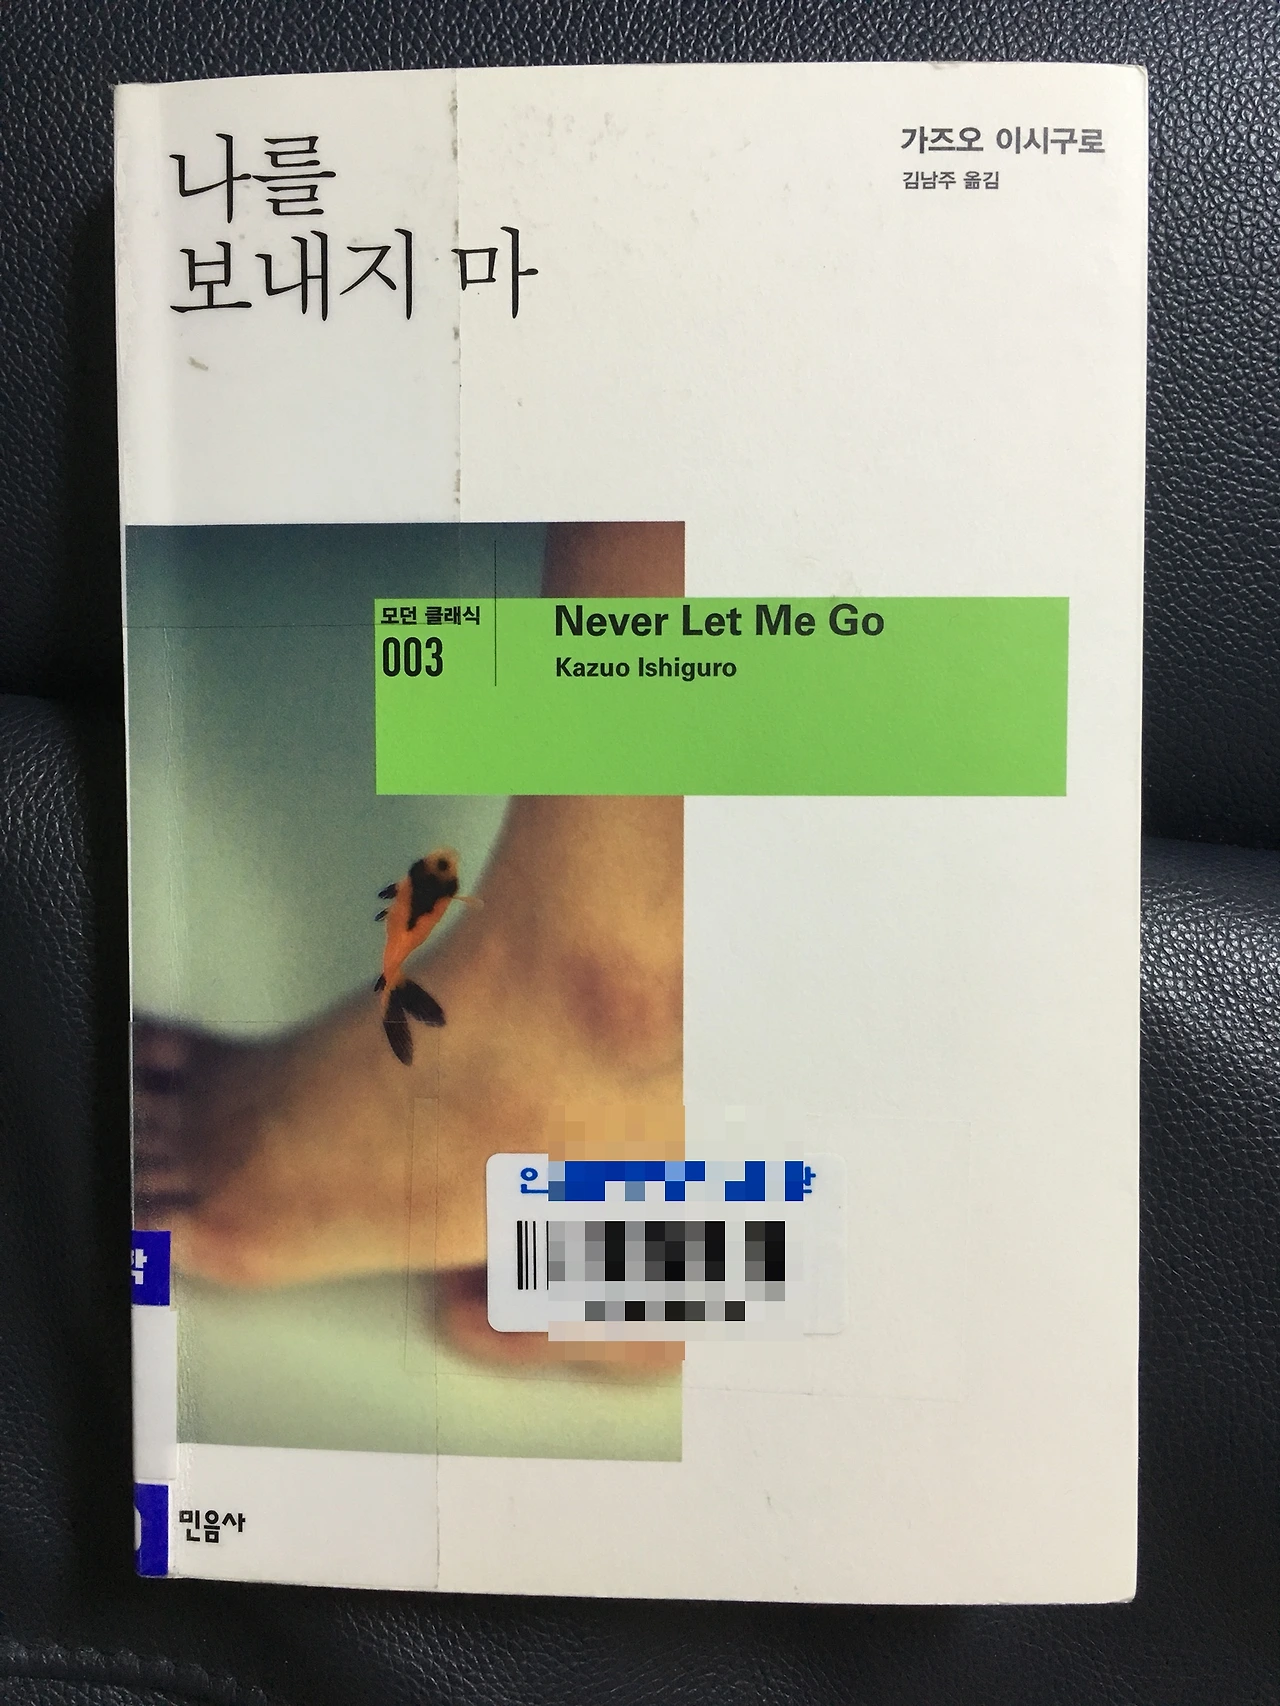 나를
보내지 마
가즈오 이시구로
김남주 옮김
모던 클래식
003
Never Let Me Go
Kazuo Ishiguro
민음사